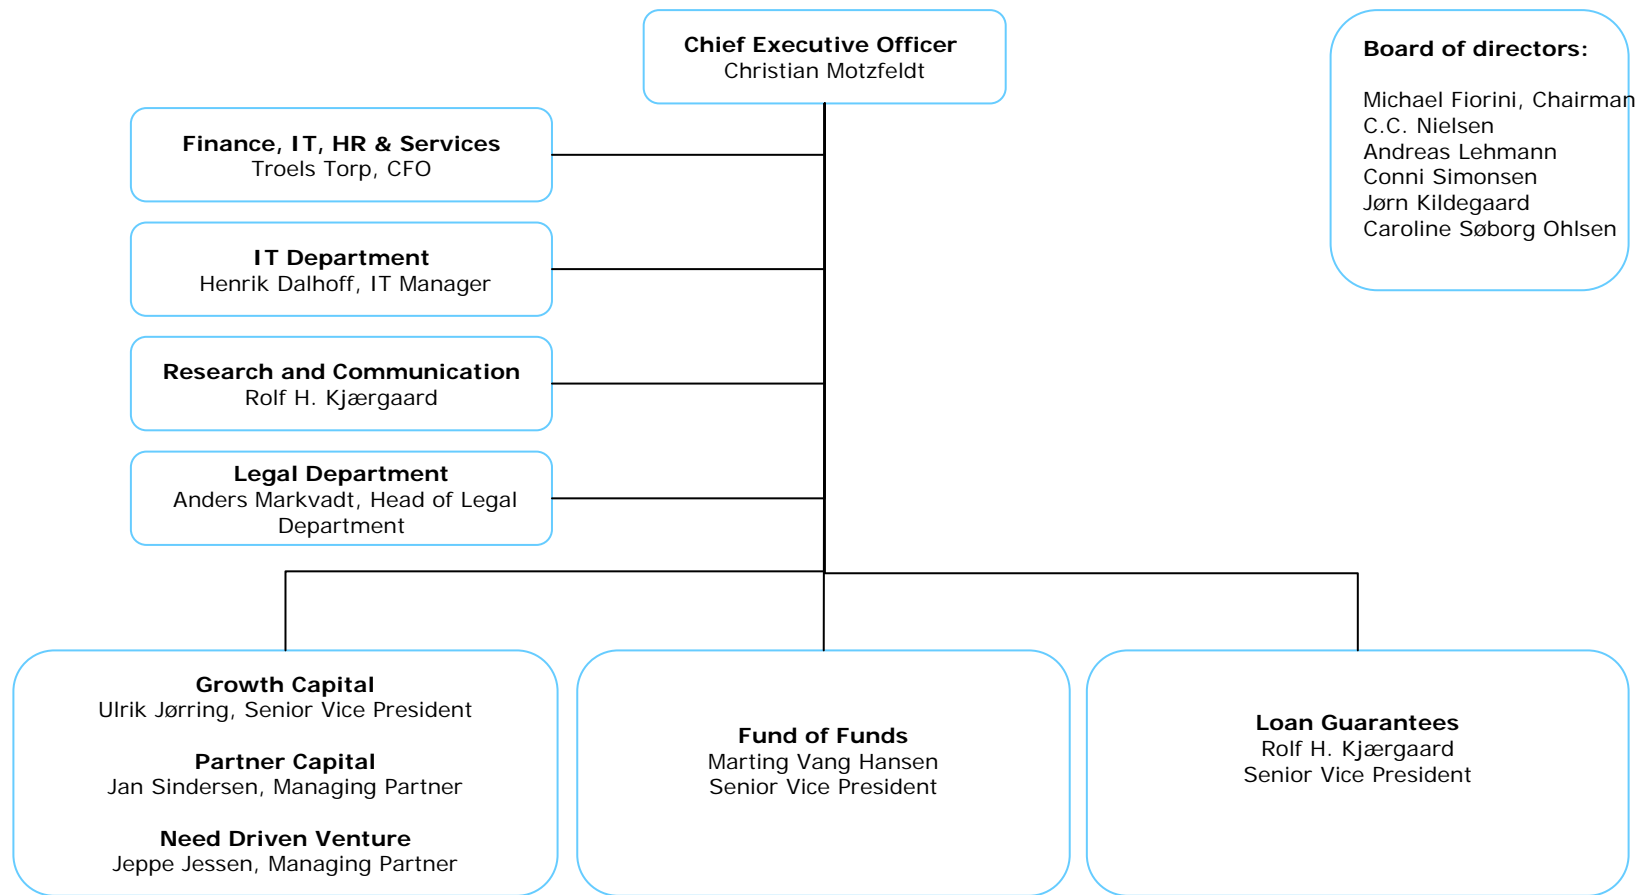 Chief Executive Officer
Christian Motzfeldt
Board of directors:
Michael Fiorini, Chairman
C.C. Nielsen
Andreas Lehmann
Conni Simonsen
Jørn Kildegaard
Caroline Søborg Ohlsen
Finance, IT, HR & Services
Troels Torp, CFO
IT Department
Henrik Dalhoff, IT Manager
Research and Communication
Rolf H. Kjærgaard
Legal Department
Anders Markvadt, Head of Legal
Department
Growth Capital
Ulrik Jørring, Senior Vice President
Partner Capital
Jan Sindersen, Managing Partner
Need Driven Venture
Jeppe Jessen, Managing Partner
Fund of Funds
Marting Vang Hansen
Senior Vice President
Loan Guarantees
Rolf H. Kjærgaard
Senior Vice President